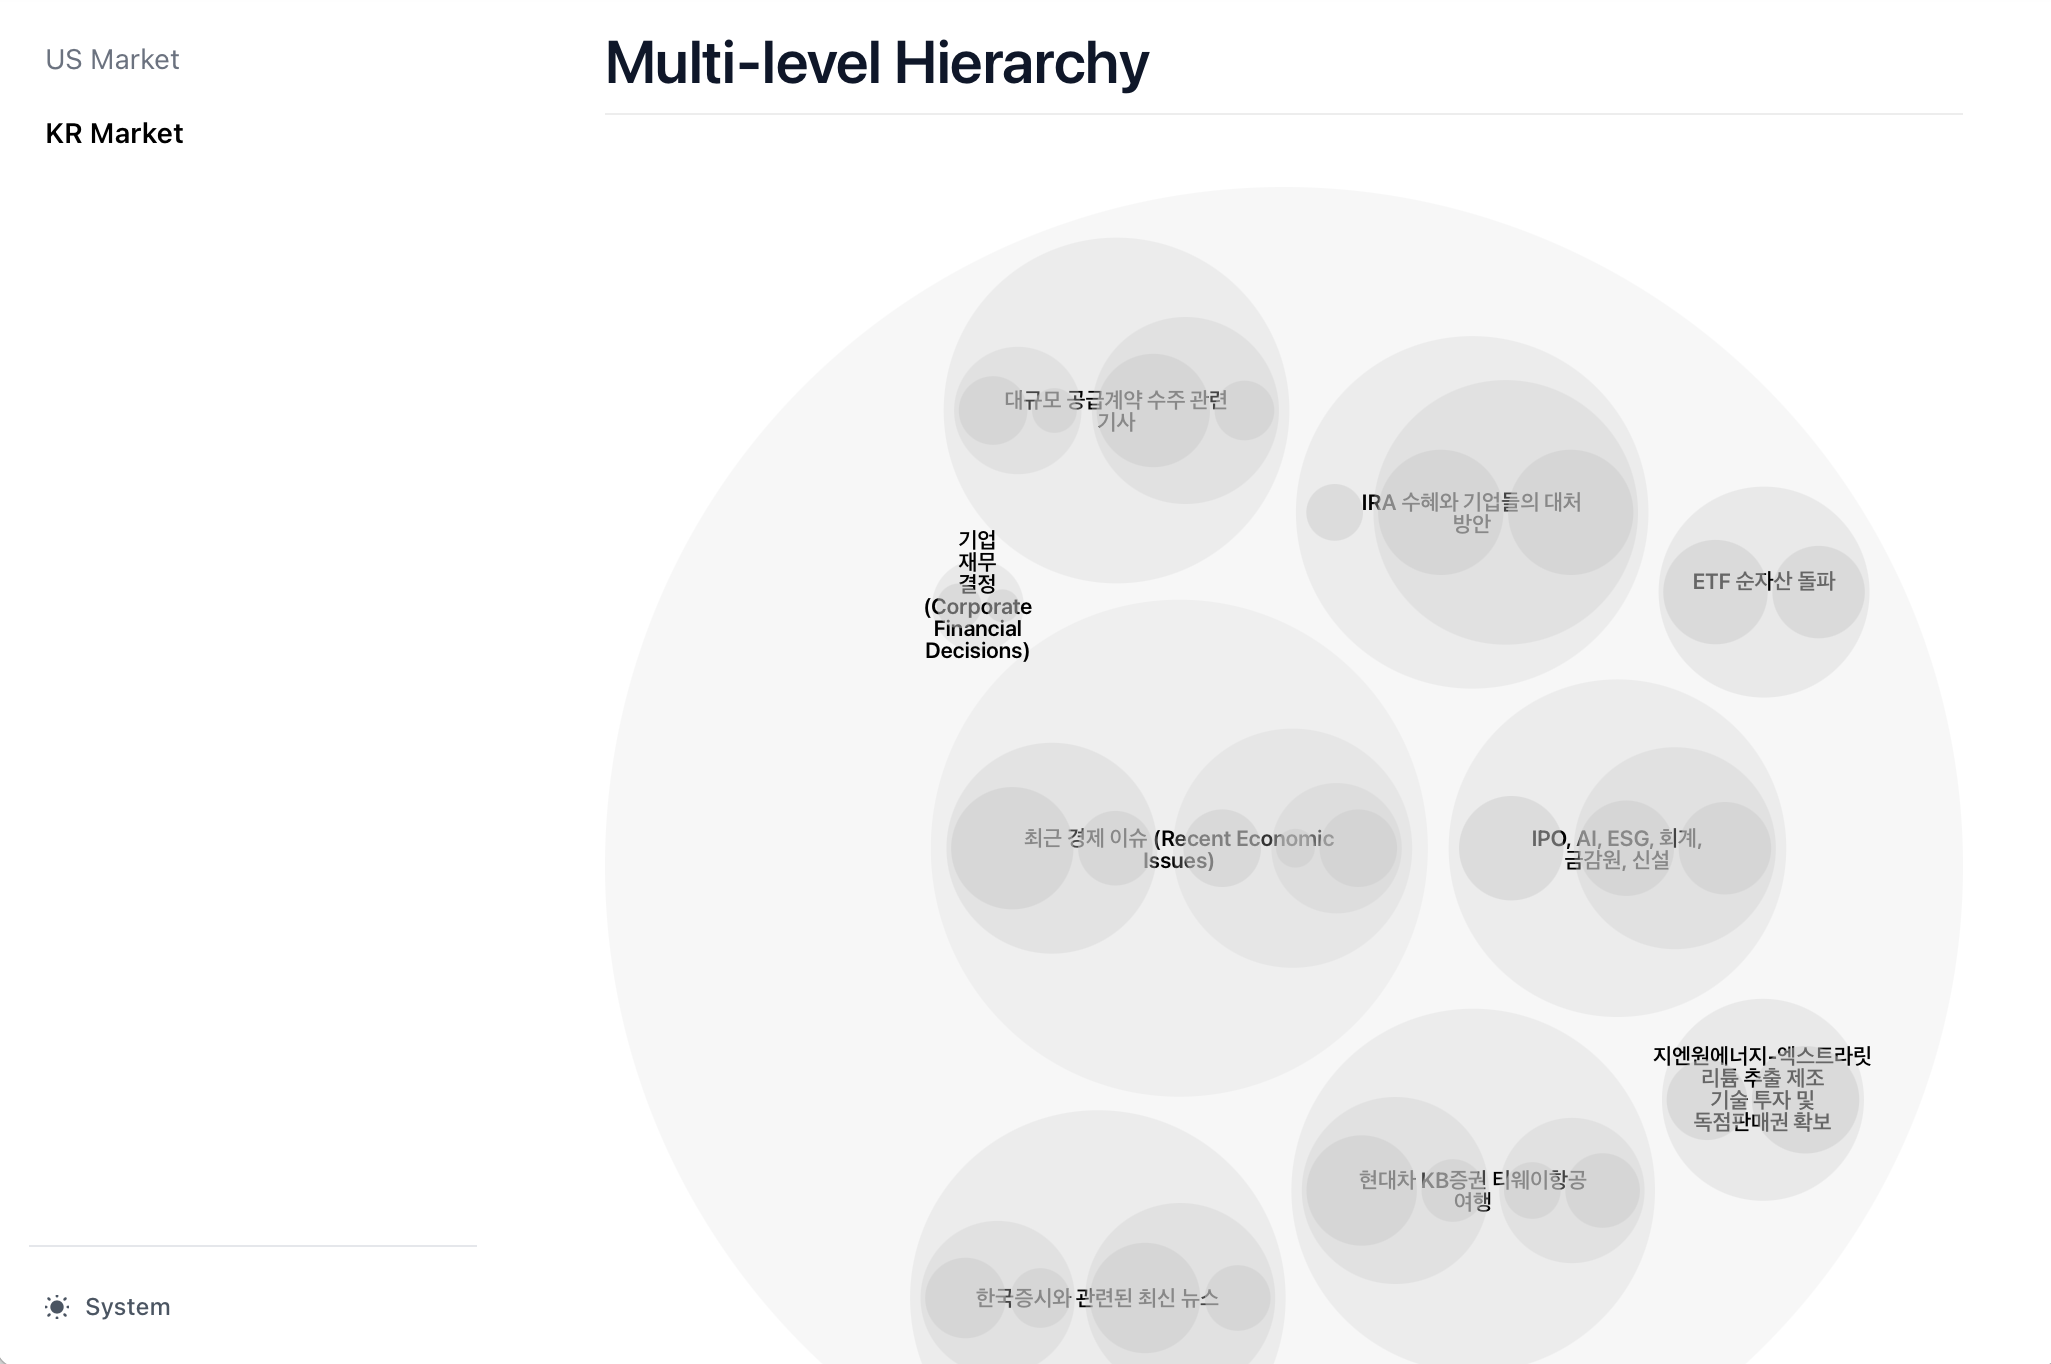 US Market
KR Market
Multi-level Hierarchy
대규모 공급계약 수주 관련
기사
IRA 수혜와 기업들의 대처
방안
기업
재무
결정
(Corporate
Financial
Decisions)
ETF 순자산 돌파
최근 경제 이슈 (Recent Economic
Issues)
IPO, AI, ESG, 회계,
금감원, 신설
지엔원에너지-엑스트라릿
리튬 추출 제조
기술 투자 및
독점판매권 확보
현대차 KB증권 티웨이항공
여행
한국증시와 관련된 최신 뉴스
System